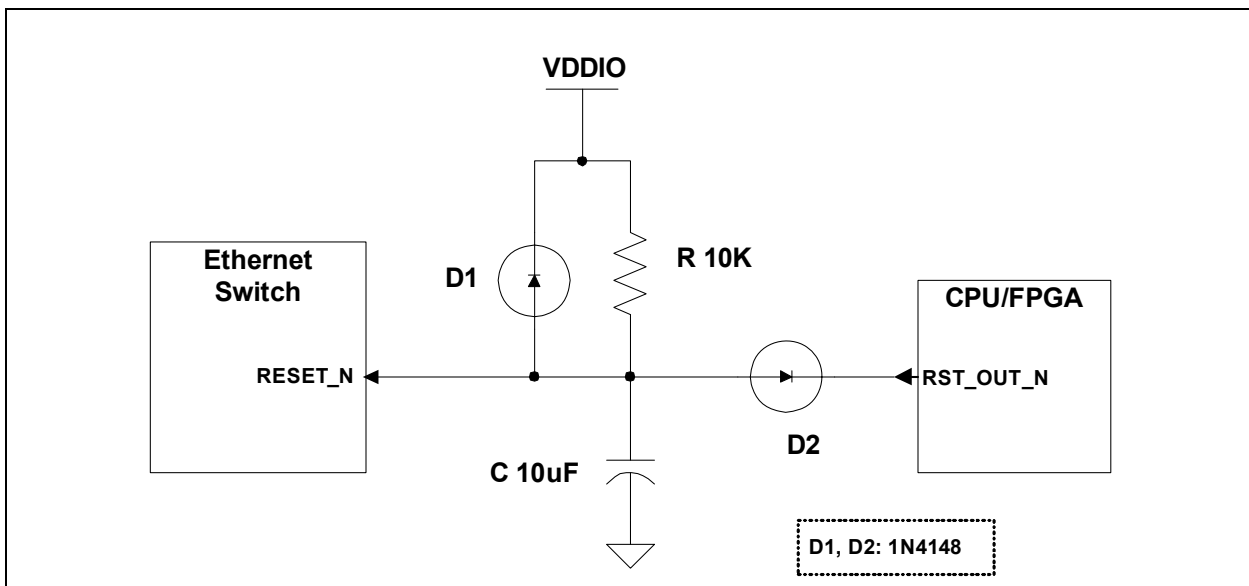 VDDIO
Ethernet
Switch
D1
R 10K
CPU/FPGA
RESET_N
RST_OUT_N
D2
C 10uF
D1, D2: 1N4148